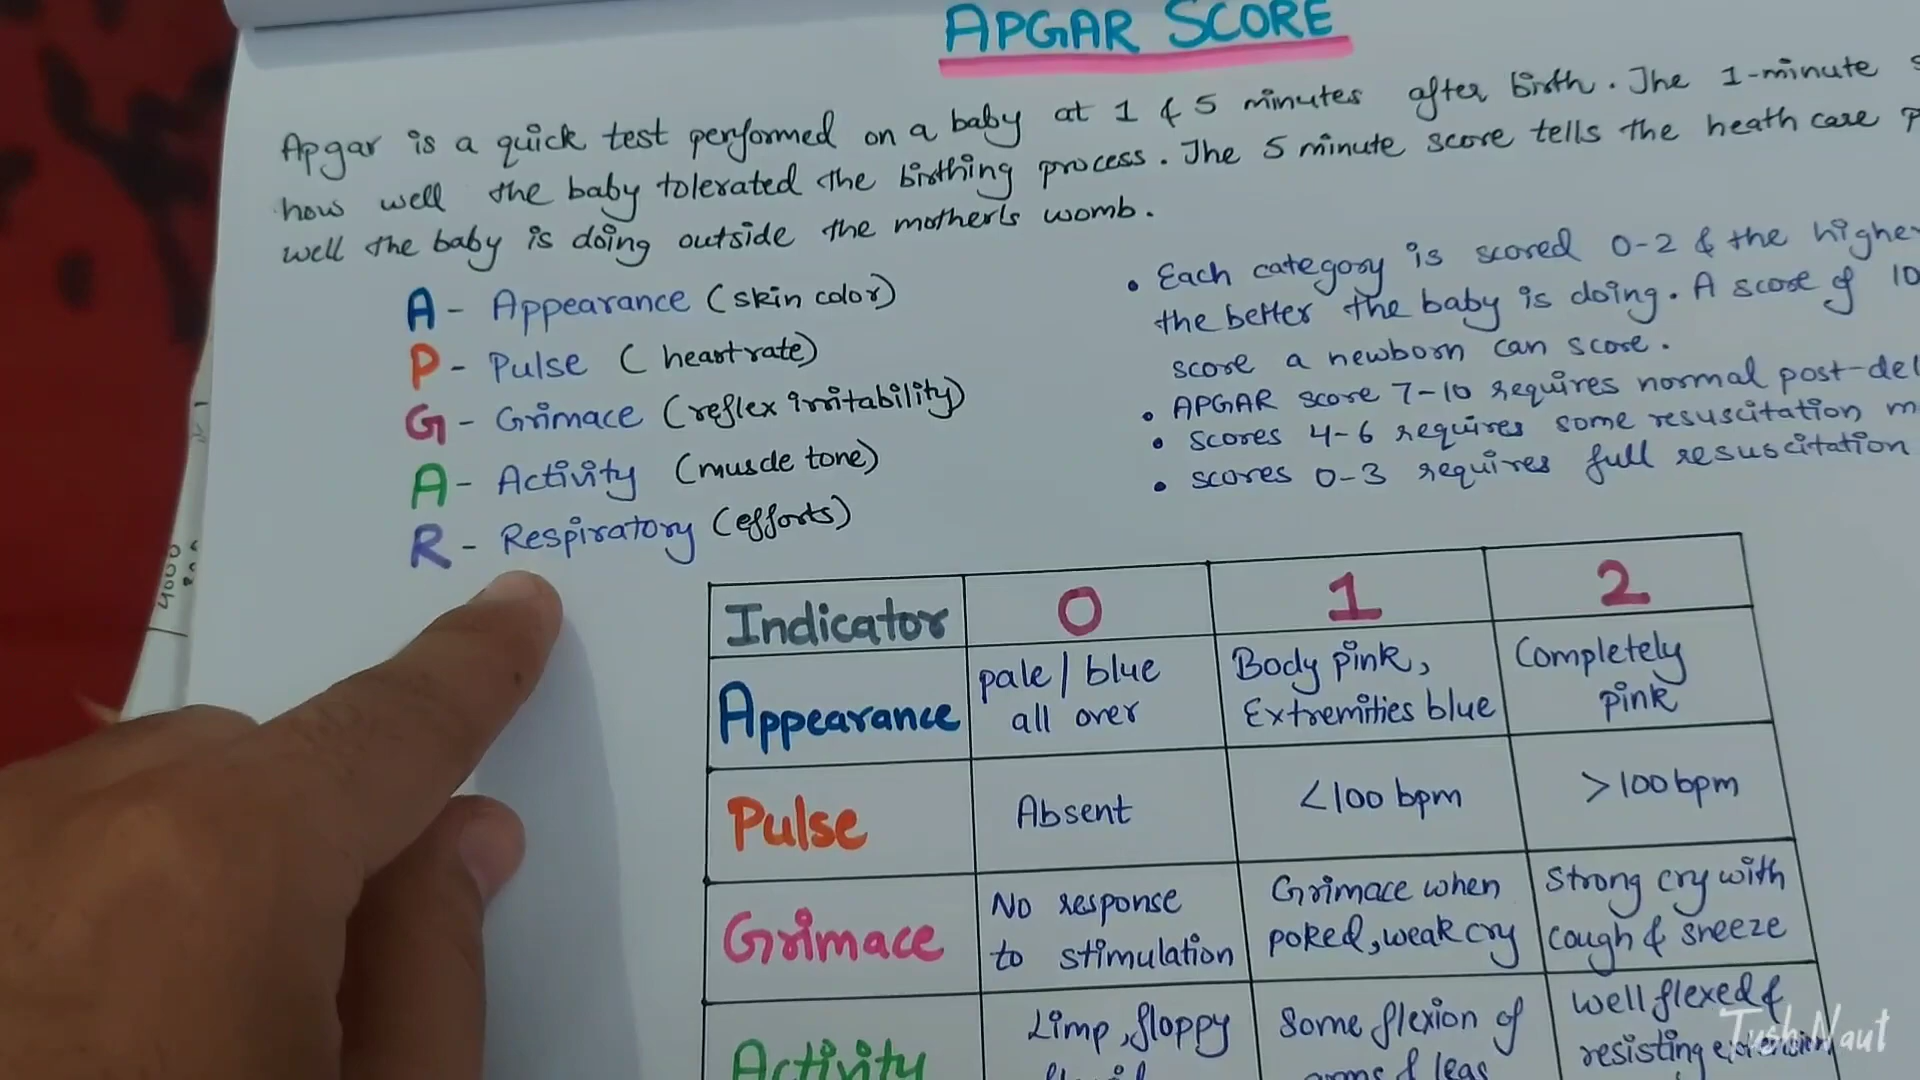 APGAR SCORE
Apgar is a quick test performed on a baby at 1 & 5 minutes after birth. The 1-minute
how well the baby tolerated the birthing process. The 5 minute score tells the heath care
well the baby is doing outside the mother's womb.
A - Appearance (skin color)
P - Pulse (heart rate)
G - Grimace (reflex irritability)
A - Activity (muscle tone)
R - Respiratory (efforts)
• Each category is scored 0-2 & the higher
the better the baby is doing. A score of 10
score a newborn can score.
• APGAR score 7-10 requires normal post-del
• scores 4-6 requires some resuscitation m
• scores 0-3 requires full resuscitation
Indicator 0 1 2
Appearance pale/blue all over Body pink, Extremities blue Completely pink
Pulse Absent <100 bpm >100 bpm
Grimace No response to stimulation Grimace when poked, weak cry Strong cry with cough & sneeze
Activity Limp, floppy Some flexion of arms & legs well flexed & resisting extension
4000
Tush Naut